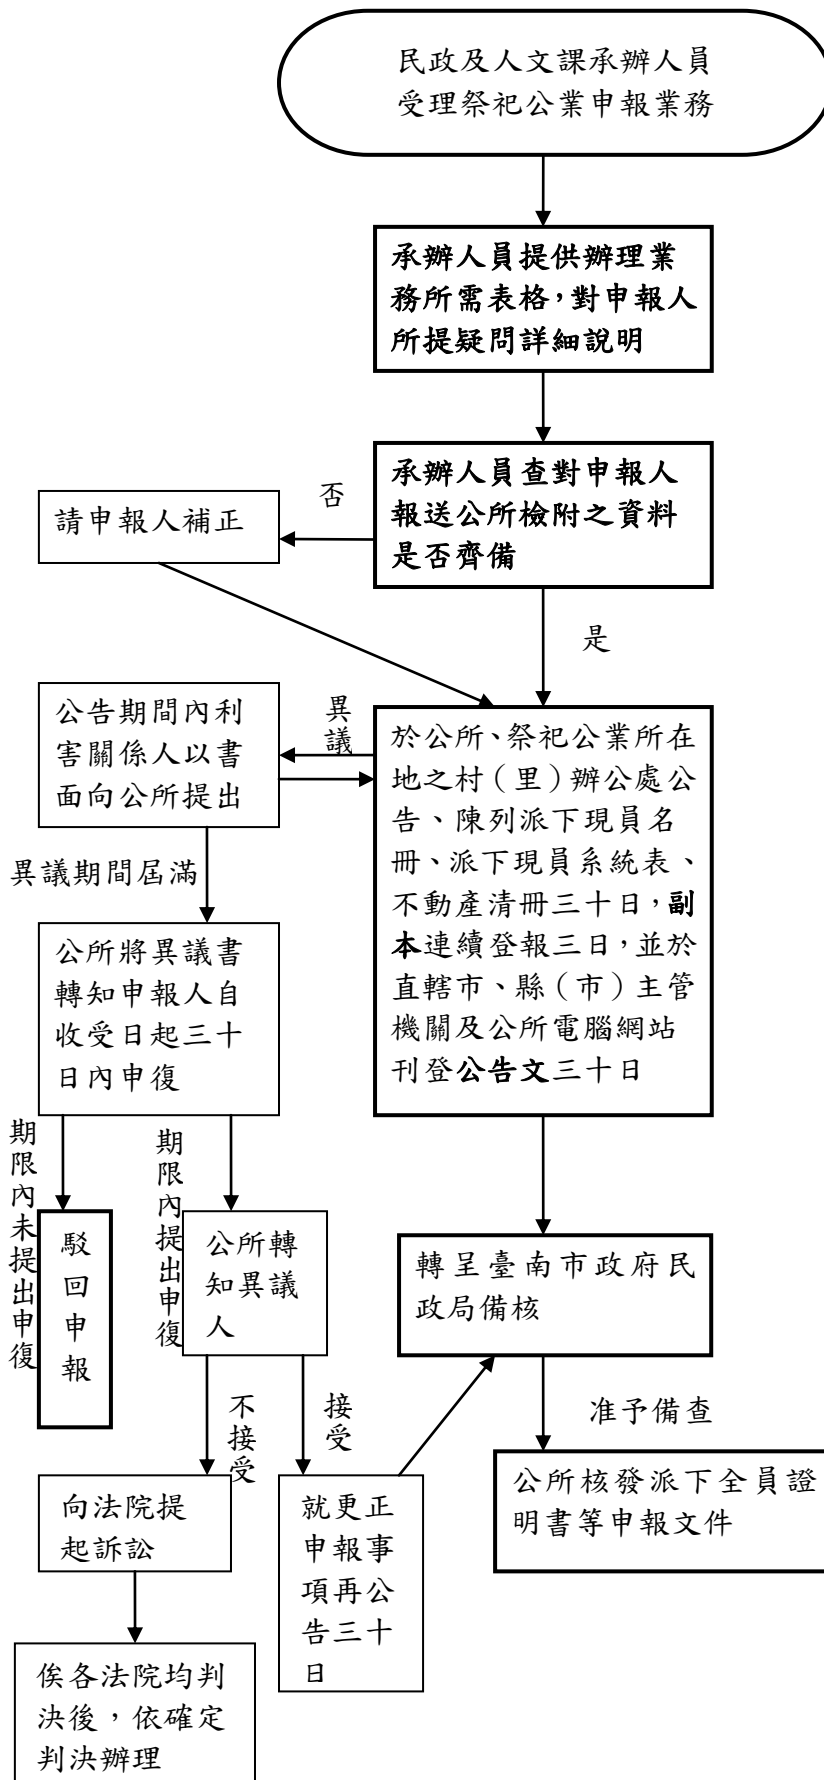 民政及人文課承辦人員
受理祭祀公業申報業務
承辦人員提供辦理業
務所需表格，對申報人
所提疑問詳細說明
承辦人員查對申報人
報送公所檢附之資料
是否齊備
否
請申報人補正
是
異議
公告期間內利
害關係人以書
面向公所提出
於公所、祭祀公業所在
地之村（里）辦公處公
告、陳列派下現員名
冊、派下現員系統表、
不動產清冊三十日，副
本連續登報三日，並於
直轄市、縣（市）主管
機關及公所電腦網站
刊登公告文三十日
異議期間屆滿
公所將異議書
轉知申報人自
收受日起三十
日內申復
期限內未提出申復
期限內提出申復
駁回申報
公所轉
知異議
人
轉呈臺南市政府民
政局備核
不接受
接受
准予備查
向法院提
起訴訟
就更正
申報事
項再公
告三十
日
公所核發派下全員證
明書等申報文件
俟各法院均判
決後，依確定
判決辦理